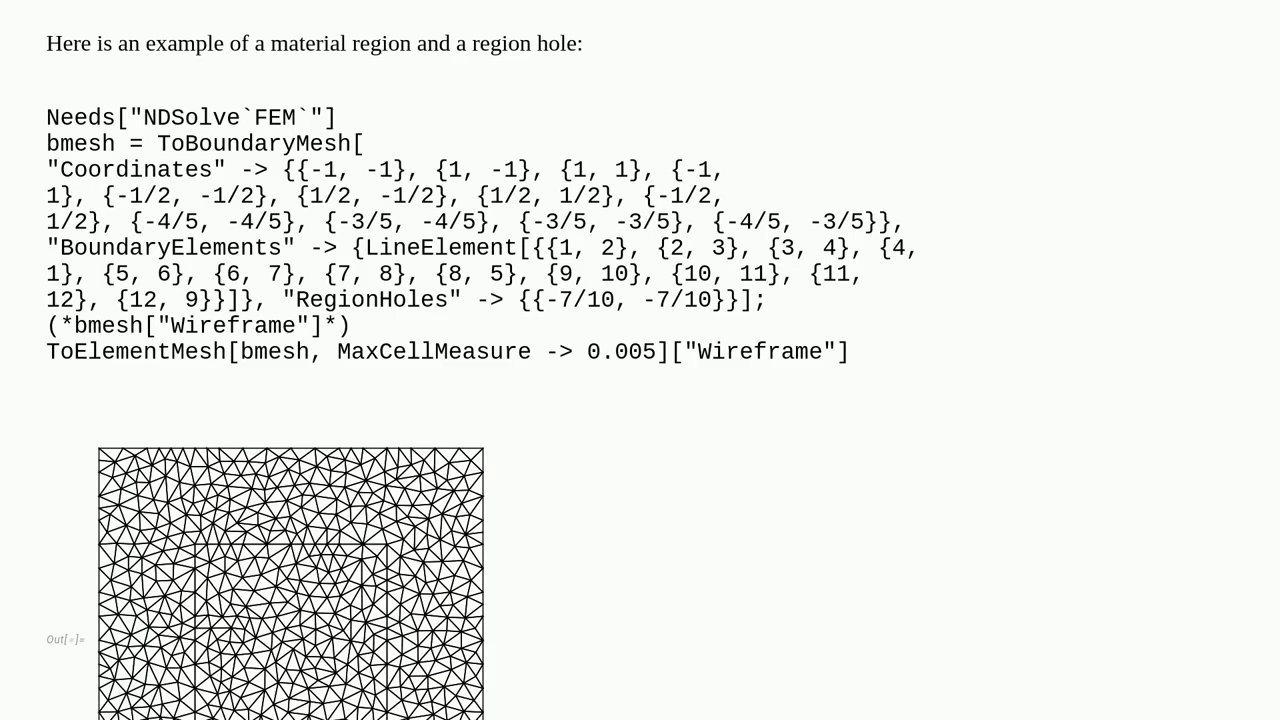 Here is an example of a material region and a region hole:
Needs["NDSolve`FEM`"]
bmesh = ToBoundaryMesh[
"Coordinates" -> {{-1, -1}, {1, -1}, {1, 1}, {-1,
1}, {-1/2, -1/2}, {1/2, -1/2}, {1/2, 1/2}, {-1/2,
1/2}, {-4/5, -4/5}, {-3/5, -4/5}, {-3/5, -3/5}, {-4/5, -3/5}},
"BoundaryElements" -> {LineElement[{{1, 2}, {2, 3}, {3, 4}, {4,
1}, {5, 6}, {6, 7}, {7, 8}, {8, 5}, {9, 10}, {10, 11}, {11,
12}, {12, 9}}]}, "RegionHoles" -> {{-7/10, -7/10}}];
(*bmesh["Wireframe"]*)
ToElementMesh[bmesh, MaxCellMeasure -> 0.005]["Wireframe"]
Out[∘]=